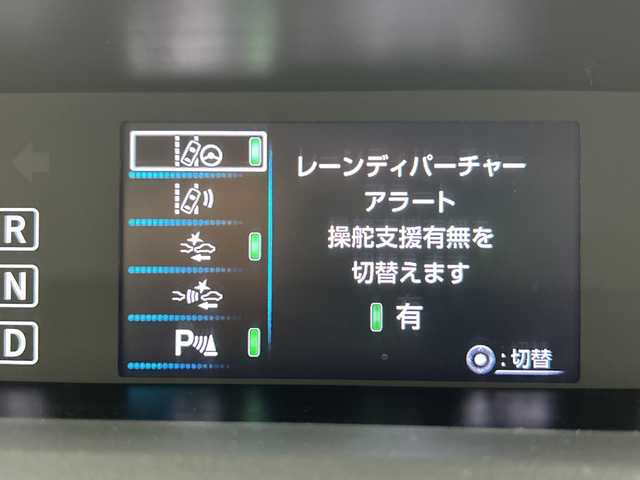 レーンディパーチャー
アラート
操舵支援有無を
切替えます
有
:切替
R
N
D
P